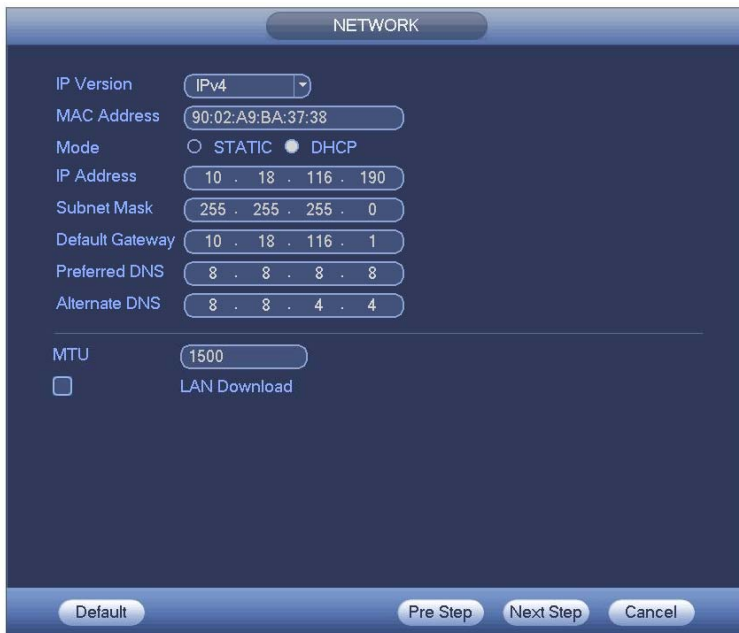 NETWORK
IP Version IPv4
MAC Address 90:02:A9:BA:37:38
Mode STATIC DHCP
IP Address 10 . 18 . 116 . 190
Subnet Mask 255 . 255 . 255 . 0
Default Gateway 10 . 18 . 116 . 1
Preferred DNS 8 . 8 . 8 . 8
Alternate DNS 8 . 8 . 4 . 4
MTU 1500
LAN Download
Default Pre Step Next Step Cancel